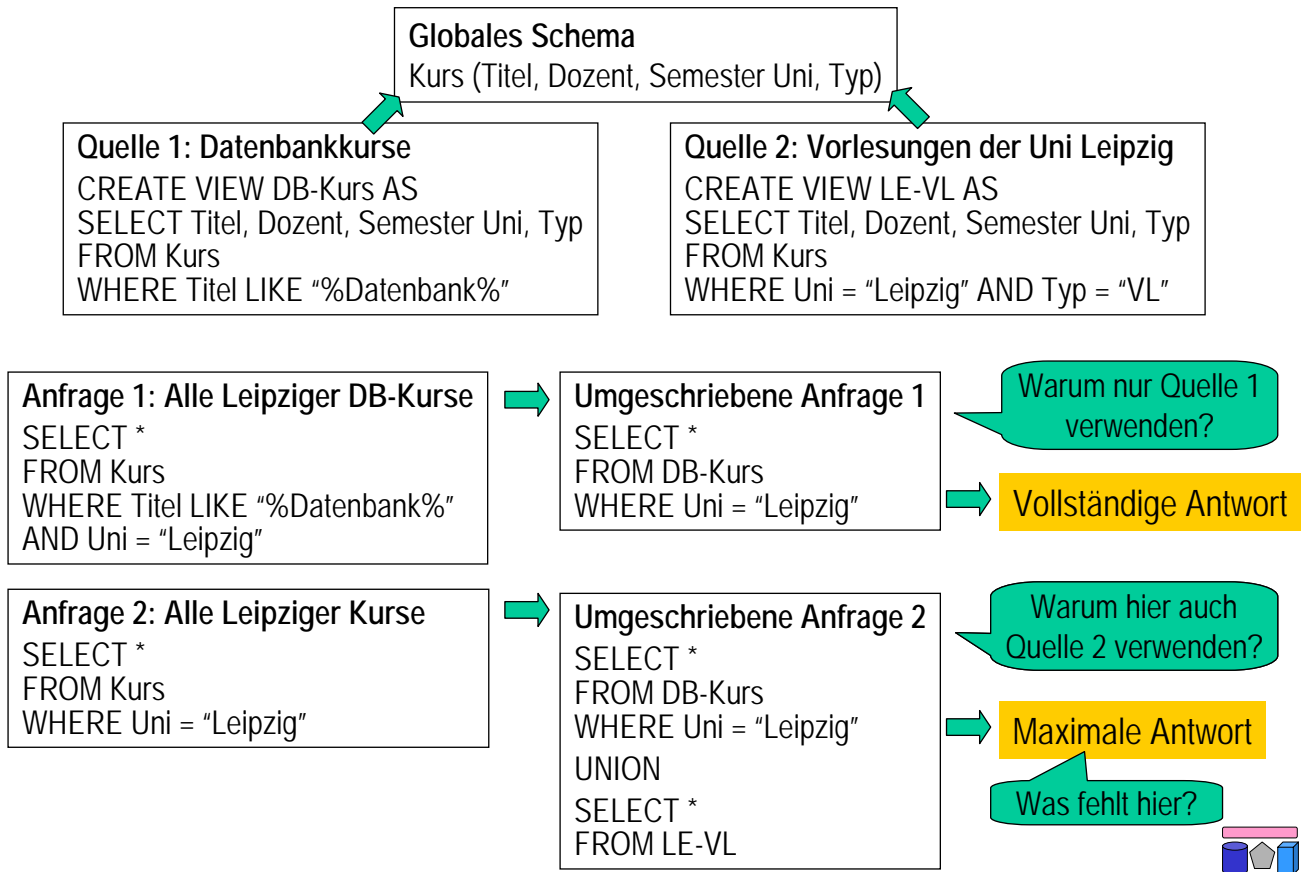 Globales Schema
Kurs (Titel, Dozent, Semester Uni, Typ)
Quelle 1: Datenbankkurse
CREATE VIEW DB-Kurs AS
SELECT Titel, Dozent, Semester Uni, Typ
FROM Kurs
WHERE Titel LIKE “%Datenbank%”
Quelle 2: Vorlesungen der Uni Leipzig
CREATE VIEW LE-VL AS
SELECT Titel, Dozent, Semester Uni, Typ
FROM Kurs
WHERE Uni = “Leipzig” AND Typ = “VL”
Anfrage 1: Alle Leipziger DB-Kurse
SELECT *
FROM Kurs
WHERE Titel LIKE “%Datenbank%”
AND Uni = “Leipzig”
Umgeschriebene Anfrage 1
SELECT *
FROM DB-Kurs
WHERE Uni = “Leipzig”
Warum nur Quelle 1
verwenden?
Vollständige Antwort
Anfrage 2: Alle Leipziger Kurse
SELECT *
FROM Kurs
WHERE Uni = “Leipzig”
Umgeschriebene Anfrage 2
SELECT *
FROM DB-Kurs
WHERE Uni = “Leipzig”
UNION
SELECT *
FROM LE-VL
Warum hier auch
Quelle 2 verwenden?
Maximale Antwort
Was fehlt hier?